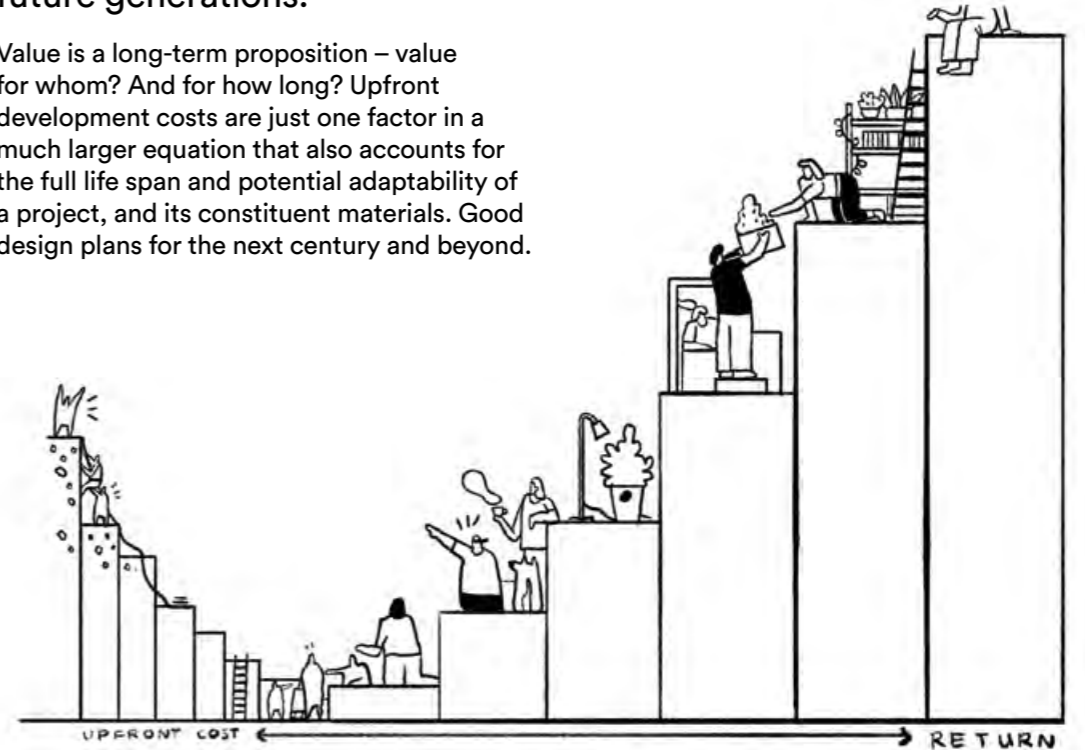 future generations.
Value is a long-term proposition – value
for whom? And for how long? Upfront
development costs are just one factor in a
much larger equation that also accounts for
the full life span and potential adaptability of
a project, and its constituent materials. Good
design plans for the next century and beyond.
UPFRONT COST
RETURN